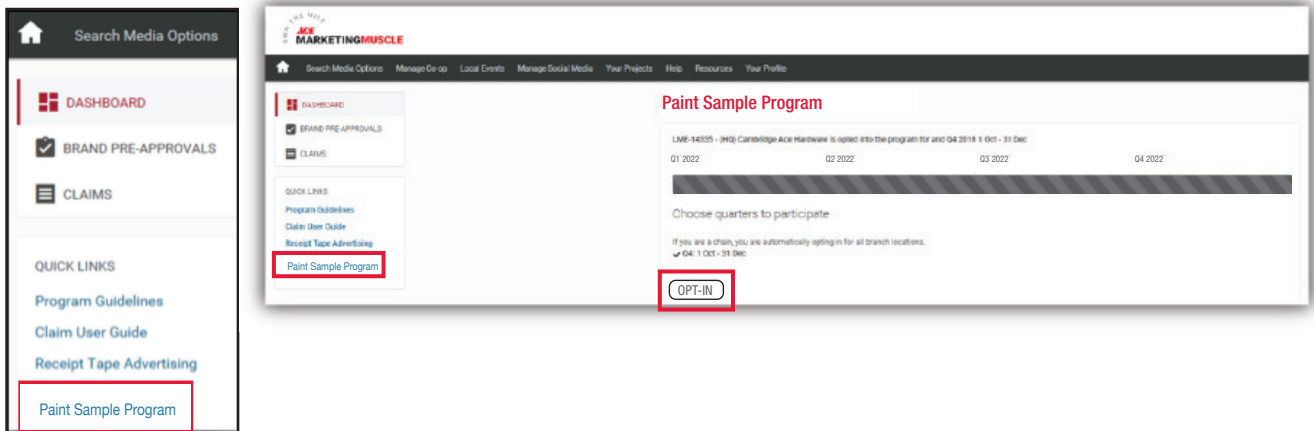 Search Media Options
DASHBOARD
BRAND PRE-APPROVALS
CLAIMS
QUICK LINKS
Program Guidelines
Claim User Guide
Receipt Tape Advertising
Paint Sample Program
OWN THE MILE
ACE
MARKETINGMUSCLE
Search Media Options Manage Co-op Local Events Manage Social Media Your Projects Help Resources Your Profile
DASHBOARD
BRAND PRE-APPROVALS
CLAIMS
QUICK LINKS
Program Guidelines
Claim User Guide
Receipt Tape Advertising
Paint Sample Program
Paint Sample Program
LME-14335 - (HQ) Cambridge Ace Hardware is opted into the program for and Q4 2018 1 Oct - 31 Dec
Q1 2022 Q2 2022 Q3 2022 Q4 2022
Choose quarters to participate
If you are a chain, you are automatically opting in for all branch locations.
Q4: 1 Oct - 31 Dec
OPT-IN